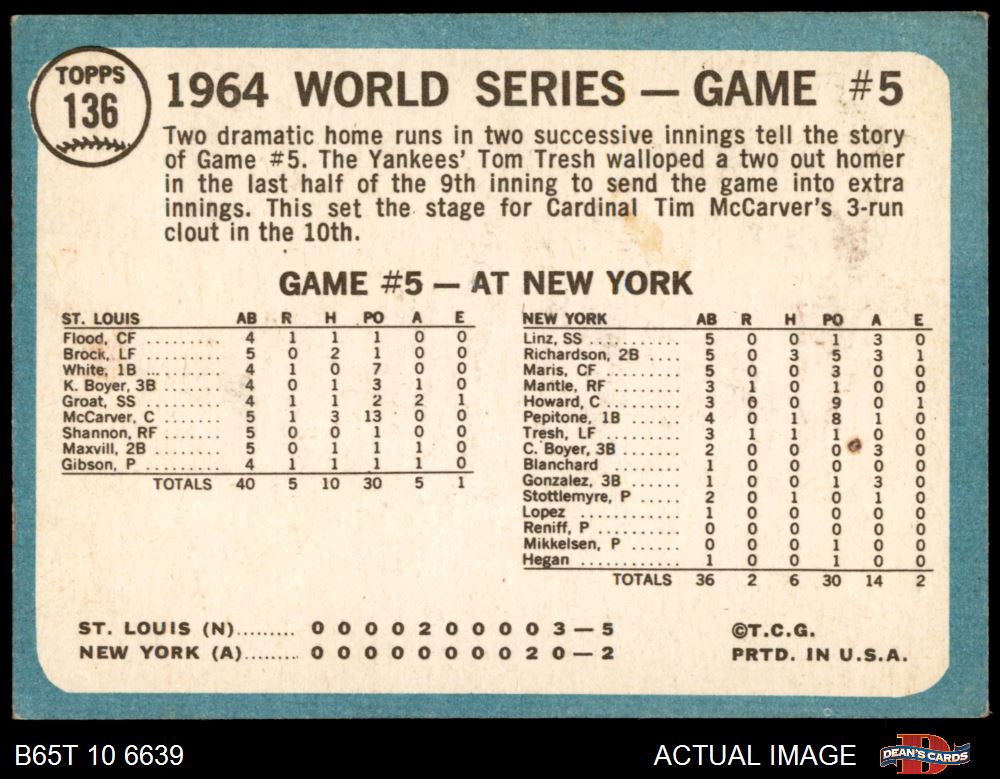 TOPPS
136
1964 WORLD SERIES — GAME #5
Two dramatic home runs in two successive innings tell the story
of Game #5. The Yankees' Tom Tresh walloped a two out homer
in the last half of the 9th inning to send the game into extra
innings. This set the stage for Cardinal Tim McCarver's 3-run
clout in the 10th.
GAME #5 — AT NEW YORK
ST. LOUIS AB R H PO A E
Flood, CF ........ 4 1 1 1 0 0
Brock, LF ........ 5 0 2 1 0 0
White, 1B ... ....... 4 1 0 7 0 0
K. Boyer, 3B ........ 4 0 1 3 1 0
Groat, SS ........ 4 1 1 2 2 1
McCarver, C ...... 5 1 3 13 0 0
Shannon, RF ........ 5 0 0 1 0 0
Maxvill, 2B ........ 5 0 1 1 1 0
Gibson, P ........ 4 1 1 1 1 0
TOTALS 40 5 10 30 5 1
NEW YORK AB R H PO A E
Linz, SS ............ 5 0 0 1 3 0
Richardson, 2B .... 5 0 3 5 3 1
Maris, CF .......... 5 0 0 3 0 0
Mantle, RF ........ 3 1 0 1 0 0
Howard, C ........ 3 0 0 9 0 1
Pepitone, 1B ...... 4 0 1 8 1 0
Tresh, LF .......... 3 1 1 1 0 0
C. Boyer, 3B ...... 2 0 0 0 3 0
Blanchard ........ 1 0 0 0 0 0
Gonzalez, 3B ...... 1 0 0 1 3 0
Stottlemyre, P ..... 2 0 1 0 1 0
Lopez ............ 1 0 0 0 0 0
Reniff, P .......... 0 0 0 0 0 0
Mikkelsen, P ...... 0 0 0 1 0 0
Hegan ............ 1 0 0 1 0 0
TOTALS 36 2 6 30 14 2
ST. LOUIS (N)......... 0 0 0 0 2 0 0 0 0 3 — 5
NEW YORK (A)........ 0 0 0 0 0 0 0 0 2 0 — 2
©T.C.G.
PRTD. IN U.S.A.
B65T 10 6639
ACTUAL IMAGE
DEAN'S CARDS